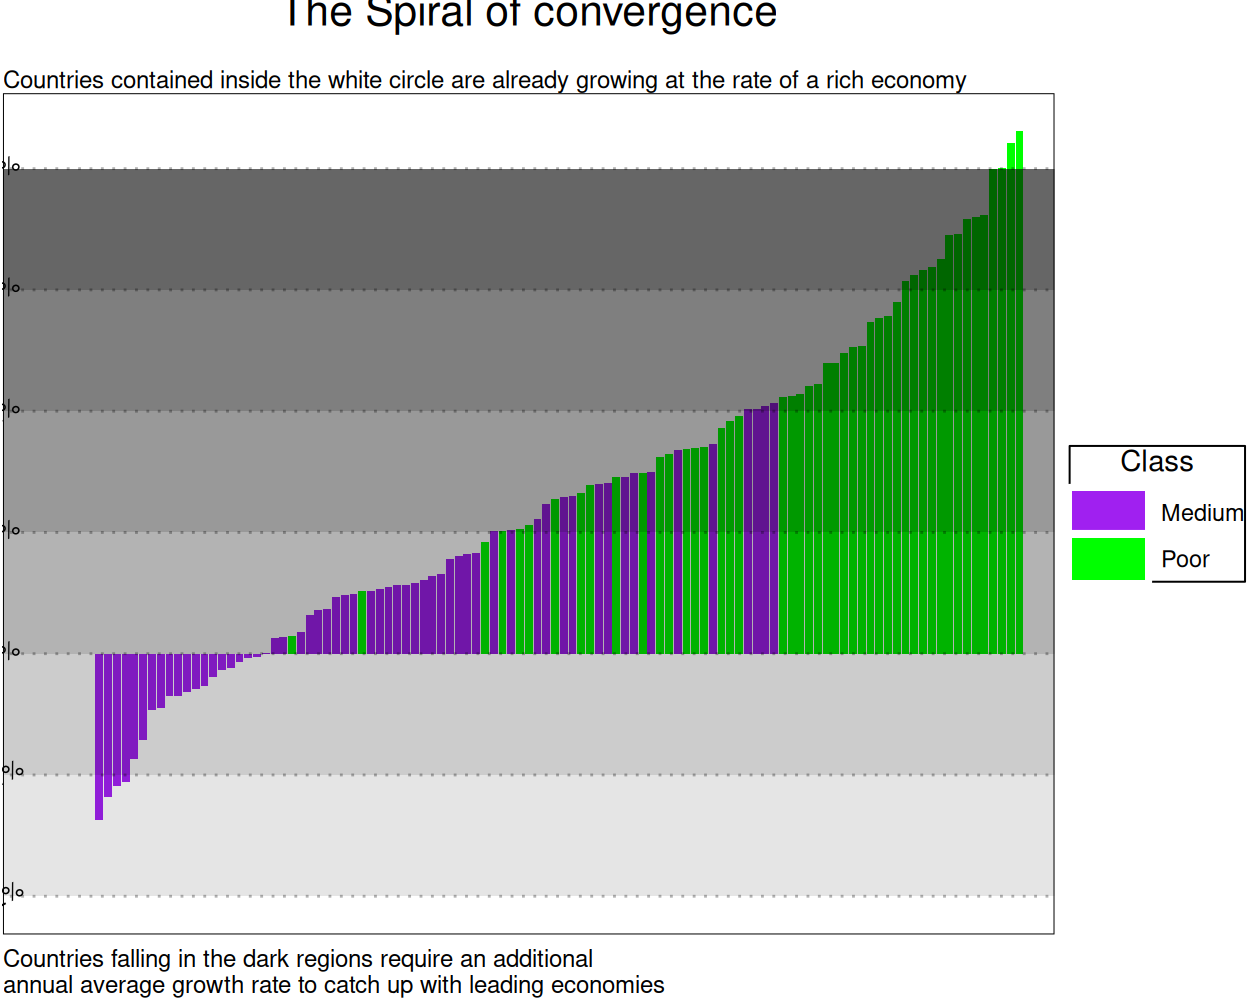 The Spiral of convergence
Countries contained inside the white circle are already growing at the rate of a rich economy
Class
Medium
Poor
Countries falling in the dark regions require an additional
annual average growth rate to catch up with leading economies